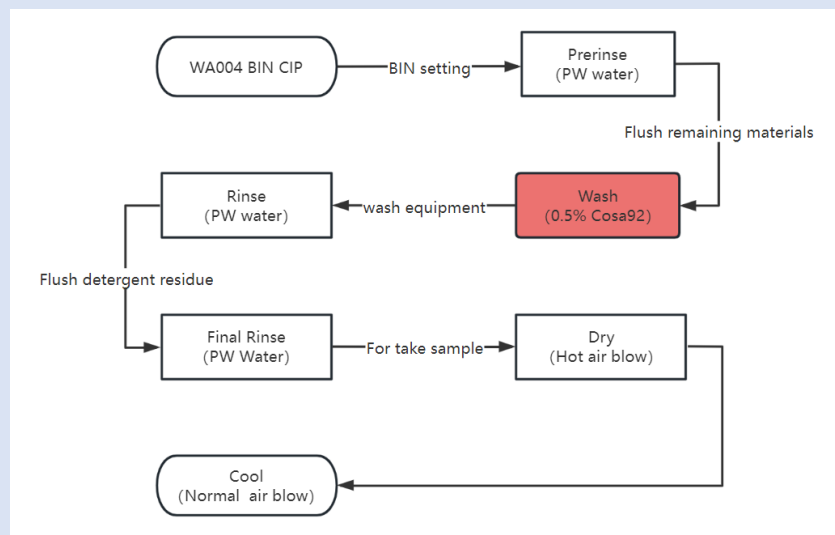 WA004 BIN CIP
BIN setting
Prerinse
(PW water)
Flush remaining materials
Wash
(0.5% Cosa92)
wash equipment
Rinse
(PW water)
Flush detergent residue
Final Rinse
(PW Water)
For take sample
Dry
(Hot air blow)
Cool
(Normal  air blow)